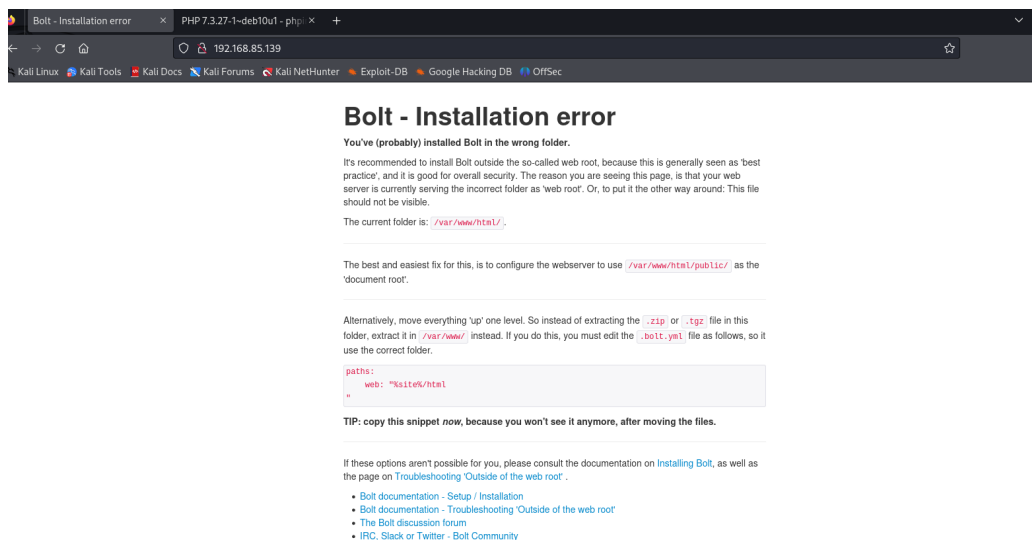 Bolt - Installation error
PHP 7.3.27-1~deb10u1 - phpi
192.168.85.139
Kali Linux Kali Tools Kali Docs Kali Forums Kali NetHunter Exploit-DB Google Hacking DB OffSec
Bolt - Installation error
You've (probably) installed Bolt in the wrong folder.
It's recommended to install Bolt outside the so-called web root, because this is generally seen as 'best
practice', and it is good for overall security. The reason you are seeing this page, is that your web
server is currently serving the incorrect folder as 'web root'. Or, to put it the other way around: This file
should not be visible.
The current folder is: /var/www/html/ .
The best and easiest fix for this, is to configure the webserver to use /var/www/html/public/ as the
'document root'.
Alternatively, move everything 'up' one level. So instead of extracting the .zip or .tgz file in this
folder, extract it in /var/www/ instead. If you do this, you must edit the .bolt.yml file as follows, so it
use the correct folder.
paths:
    web: "%site%/html
"
TIP: copy this snippet now, because you won't see it anymore, after moving the files.
If these options aren't possible for you, please consult the documentation on Installing Bolt, as well as
the page on Troubleshooting 'Outside of the web root' .
• Bolt documentation - Setup / Installation
• Bolt documentation - Troubleshooting 'Outside of the web root'
• The Bolt discussion forum
• IRC, Slack or Twitter - Bolt Community